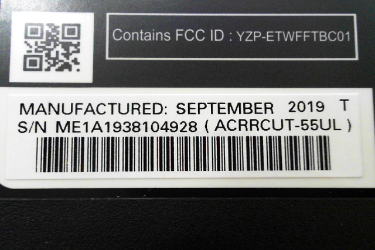 Contains FCC ID : YZP-ETWFFTBC01
MANUFACTURED: SEPTEMBER 2019 T
S/N ME1A1938104928 ( ACRRCUT-55UL )